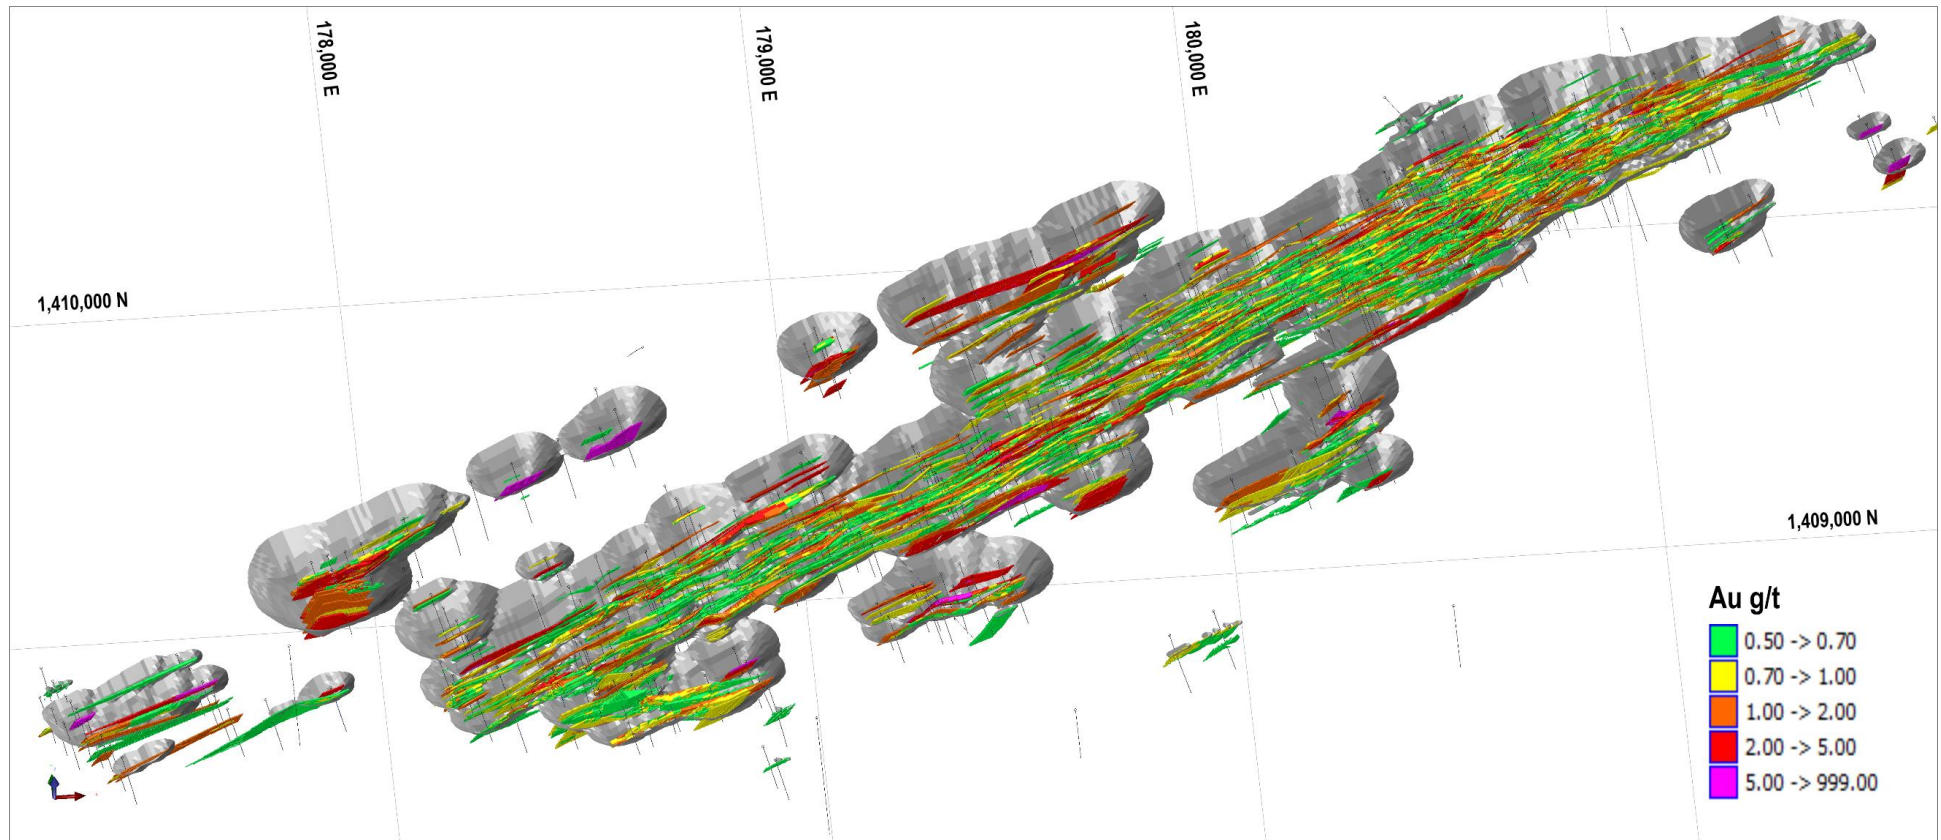 178,000 E
179,000 E
180,000 E
1,410,000 N
1,409,000 N
Au g/t
0.50 -> 0.70
0.70 -> 1.00
1.00 -> 2.00
2.00 -> 5.00
5.00 -> 999.00